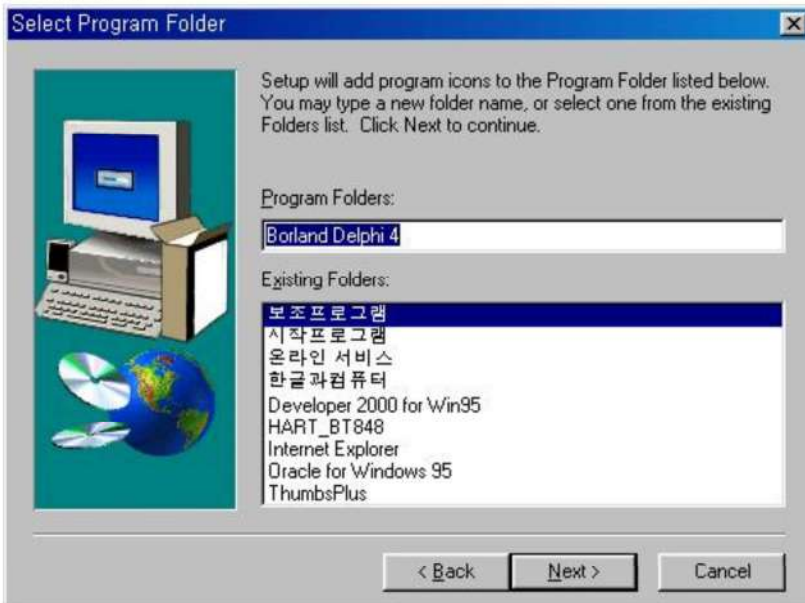 Select Program Folder
Setup will add program icons to the Program Folder listed below.
You may type a new folder name, or select one from the existing
Folders list. Click Next to continue.
Program Folders:
Borland Delphi 4
Existing Folders:
보조프로그램
시작프로그램
온라인 서비스
한글과컴퓨터
Developer 2000 for Win95
HART_BT848
Internet Explorer
Oracle for Windows 95
ThumbsPlus
< Back
Next >
Cancel